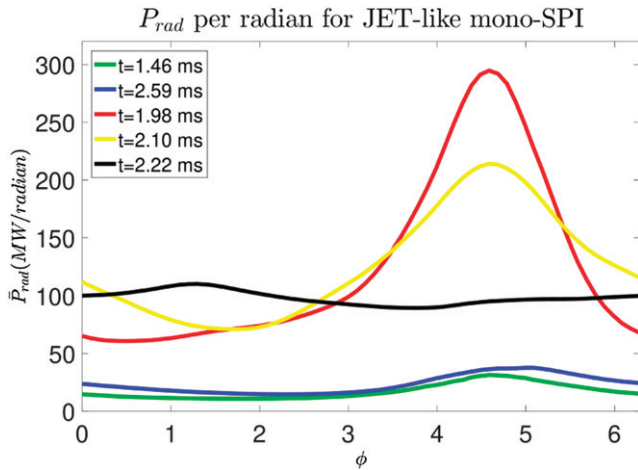 P_rad per radian for JET-like mono-SPI
t=1.46 ms
t=2.59 ms
t=1.98 ms
t=2.10 ms
t=2.22 ms
P̄_rad(MW/radian)
300
250
200
150
100
50
0
0 1 2 3 4 5 6
ϕ